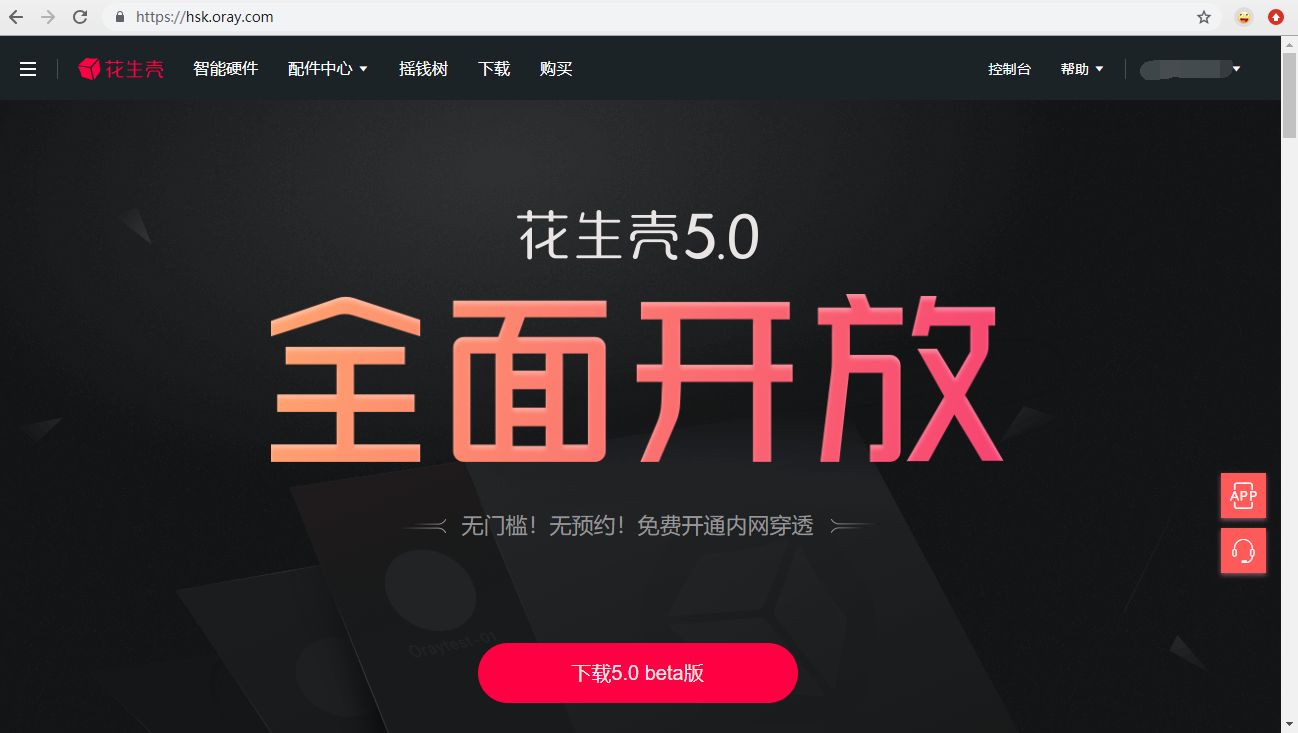 https://hsk.oray.com
花生壳 智能硬件 配件中心 摇钱树 下载 购买 控制台 帮助
花生壳5.0
全面开放
无门槛！无预约！免费开通内网穿透
APP
Oraytest-01
下载5.0 beta版